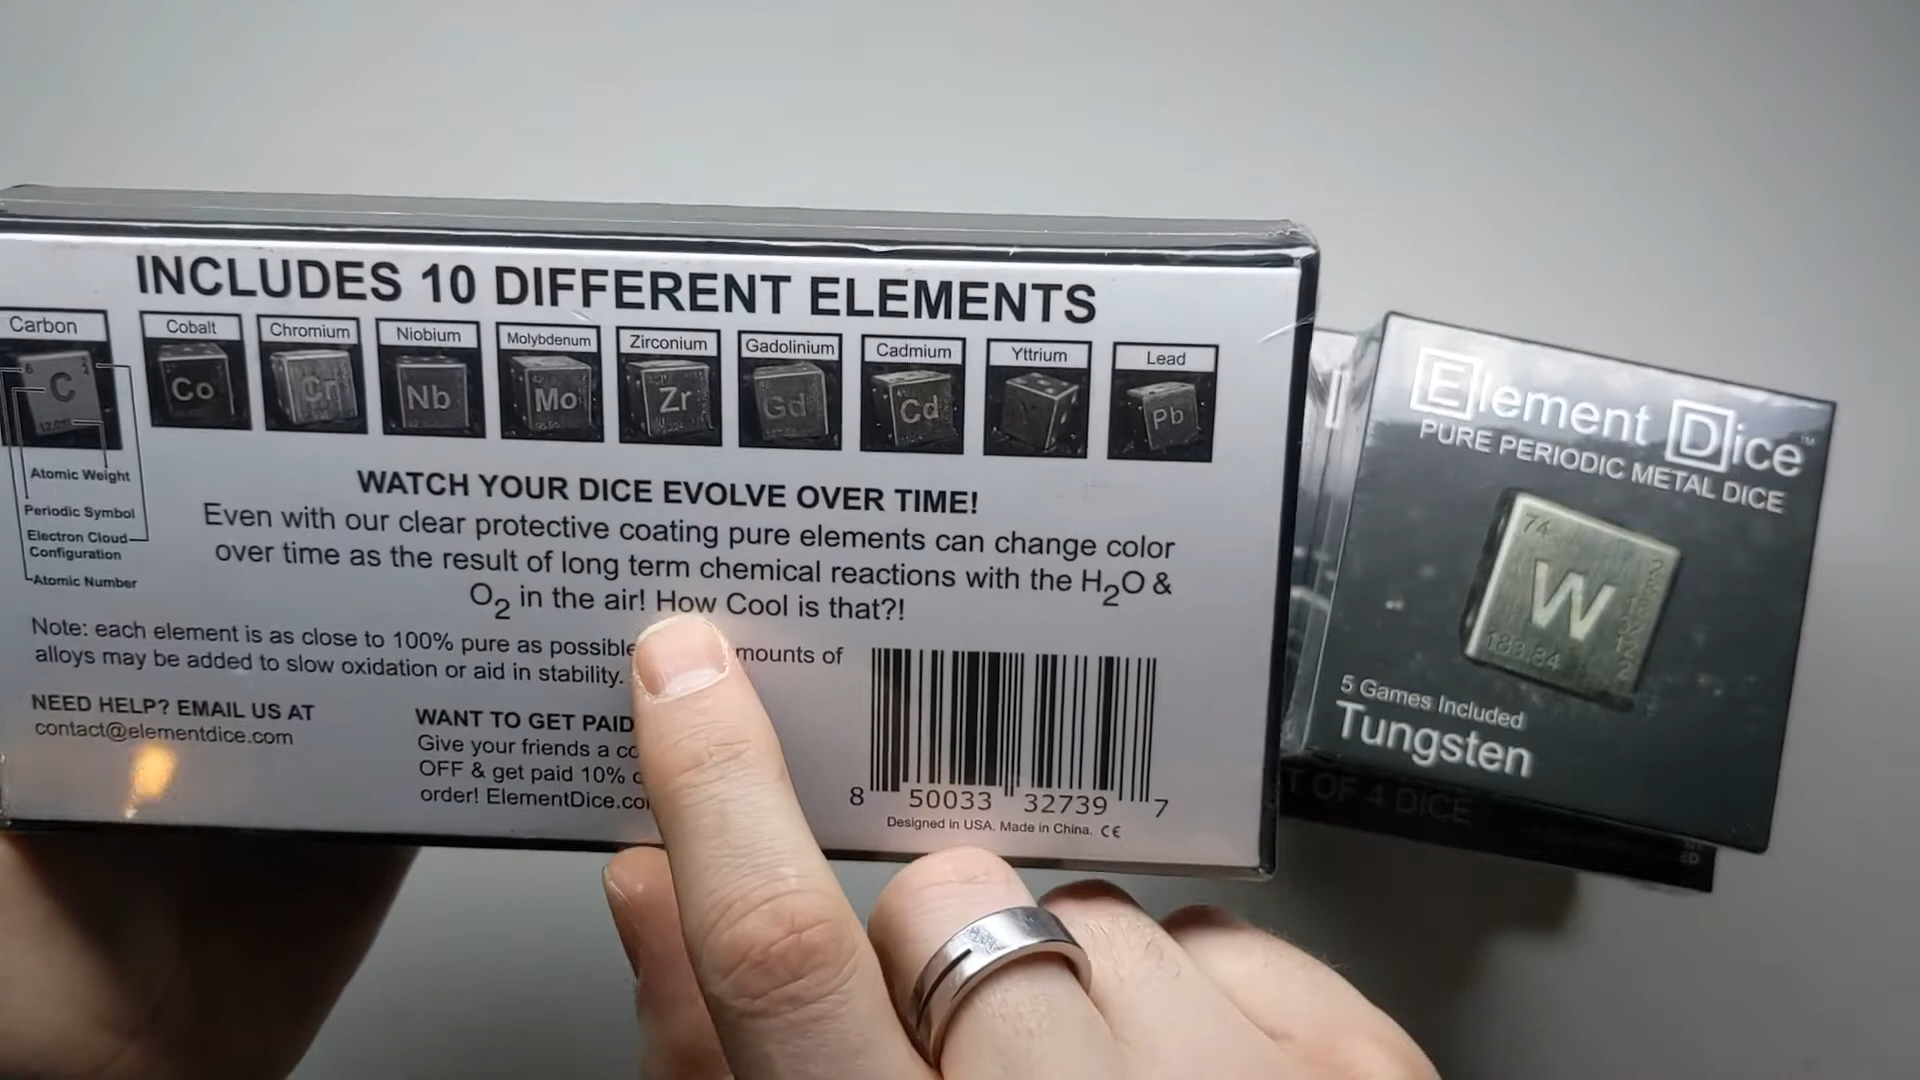 INCLUDES 10 DIFFERENT ELEMENTS
Carbon
Cobalt
Chromium
Niobium
Molybdenum
Zirconium
Gadolinium
Cadmium
Yttrium
Lead
6
C
12.011
Co
Cr
Nb
Mo
Zr
Gd
Cd
Pb
Atomic Weight
Periodic Symbol
Electron Cloud
Configuration
Atomic Number
WATCH YOUR DICE EVOLVE OVER TIME!
Even with our clear protective coating pure elements can change color
over time as the result of long term chemical reactions with the H₂O &
O₂ in the air! How Cool is that?!
Note: each element is as close to 100% pure as possible mounts of
alloys may be added to slow oxidation or aid in stability.
NEED HELP? EMAIL US AT
contact@elementdice.com
WANT TO GET PAID
Give your friends a co
OFF & get paid 10% o
order! ElementDice.co
8 50033 32739 7
Designed in USA. Made in China. CE
Element Dice™
PURE PERIODIC METAL DICE
74
W
183.84
5 Games Included
Tungsten
T OF 4 DICE